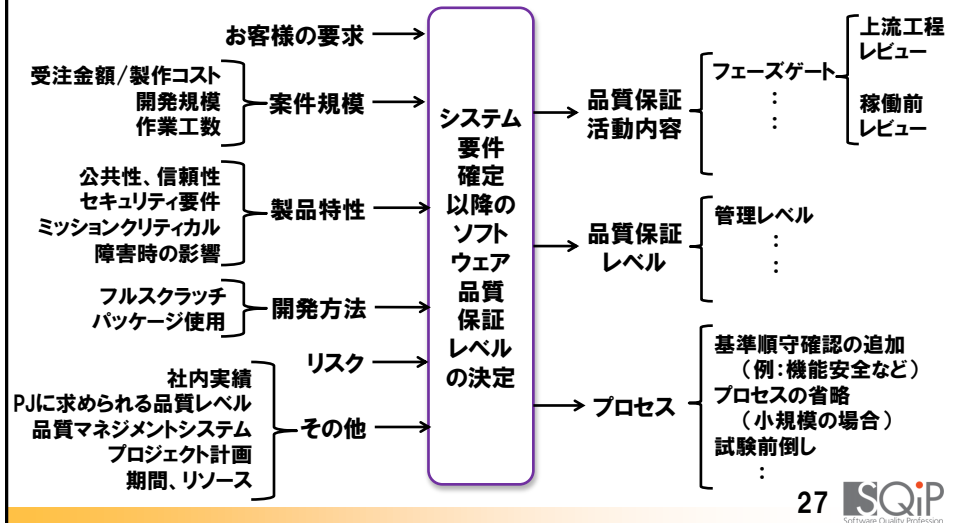 お客様の要求
受注金額/製作コスト
開発規模
作業工数
案件規模
公共性、信頼性
セキュリティ要件
ミッションクリティカル
障害時の影響
製品特性
フルスクラッチ
パッケージ使用
開発方法
リスク
社内実績
PJに求められる品質レベル
品質マネジメントシステム
プロジェクト計画
期間、リソース
その他
システム
要件
確定
以降の
ソフト
ウェア
品質
保証
レベル
の決定
品質保証
活動内容
フェーズゲート
：
：
上流工程
レビュー
稼働前
レビュー
品質保証
レベル
管理レベル
：
：
プロセス
基準順守確認の追加
（例：機能安全など）
プロセスの省略
（小規模の場合）
試験前倒し
：
27
SQiP
Software Quality Profession